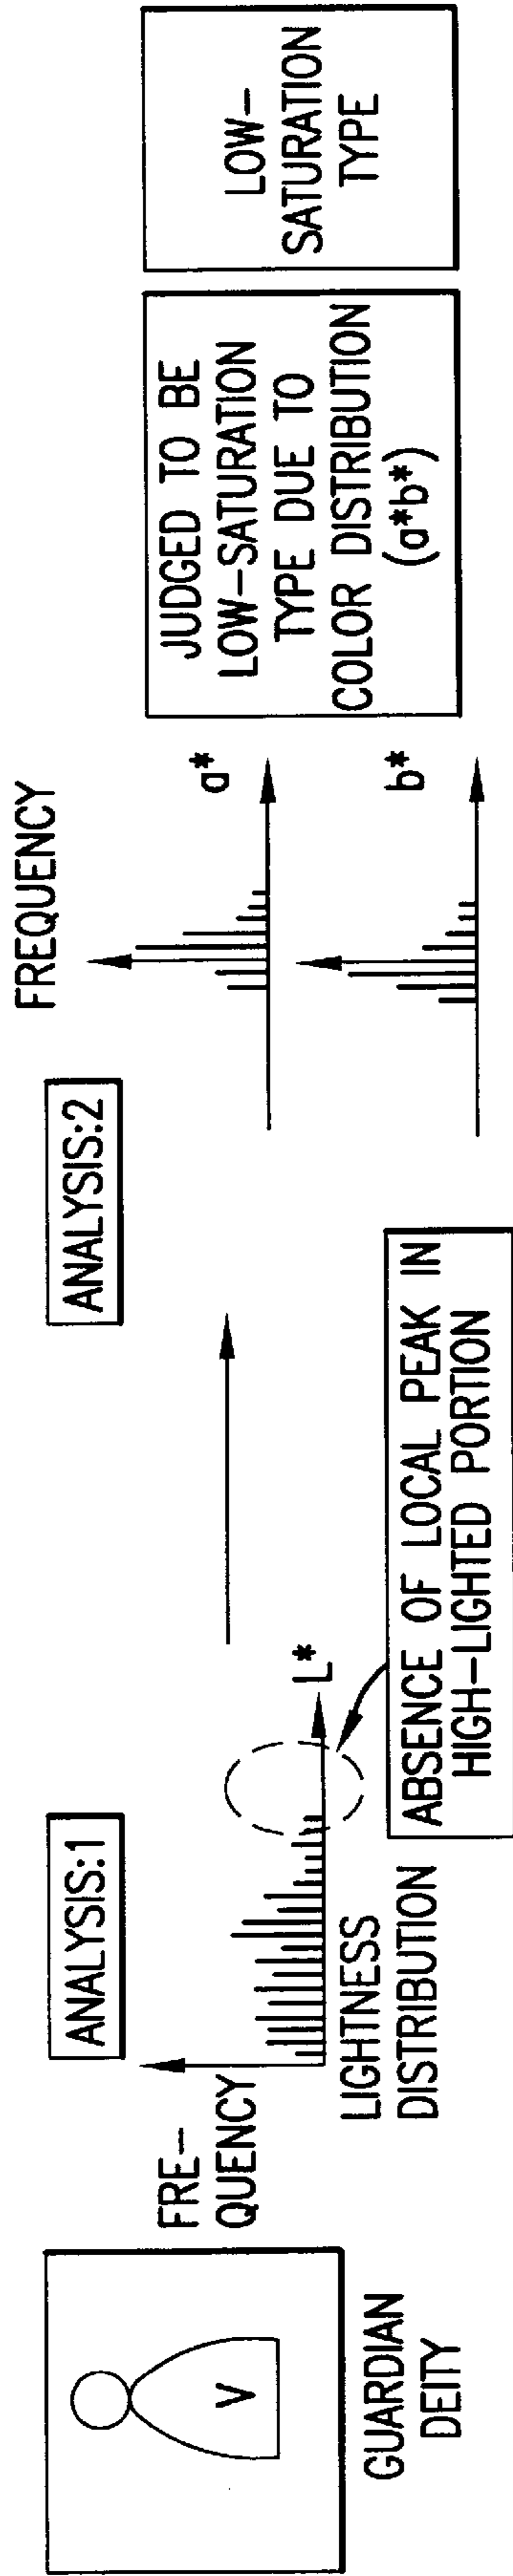 V
GUARDIAN
DEITY
ANALYSIS:1
FRE-
QUENCY
L*
LIGHTNESS
DISTRIBUTION
ABSENCE OF LOCAL PEAK IN
HIGH-LIGHTED PORTION
ANALYSIS:2
FREQUENCY
a*
b*
JUDGED TO BE
LOW-SATURATION
TYPE DUE TO
COLOR DISTRIBUTION
(a*b*)
LOW-
SATURATION
TYPE